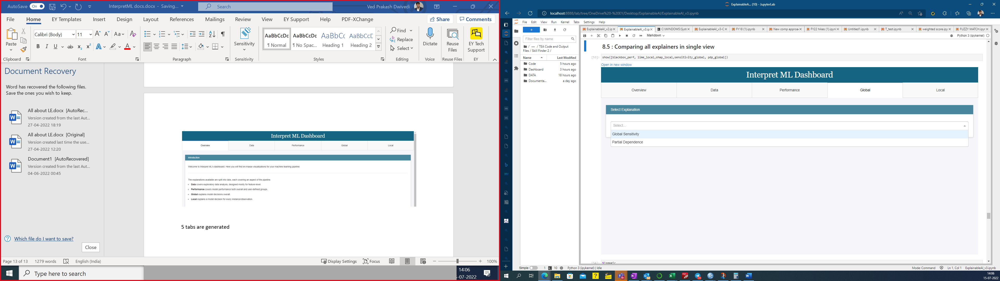 AutoSave On
InterpretML docs.docx - Saving...
Search
Ved Prakash Dwivedi
File Home EY Templates Insert Design Layout References Mailings Review View EY Support Help PDF-XChange
Share Comments
Paste
Calibri (Body) 11
Sensitivity
AaBbCcDc AaBbCcDc AaBbCc AaBbCcE
¶ Normal ¶ No Spac... Heading 1 Heading 2
Find
Replace
Select
Dictate
Reuse Files
EY Tech Support
Clipboard Font Paragraph Sensitivity Styles Editing Voice Reuse Files EY
Document Recovery
Word has recovered the following files.
Save the ones you wish to keep.
All about LE.docx [AutoRec...
Version created from the last Aut...
27-04-2022 18:19
All about LE.docx [Original]
Version created last time the use...
27-04-2022 12:20
Document1 [AutoRecovered]
Version created from the last Aut...
04-06-2022 00:45
Which file do I want to save?
Close
Interpret ML Dashboard
Overview Data Performance Global Local
Introduction
Welcome to Interpret ML's dashboard. Here you will find en-masse visualizations for your machine learning pipeline.
The explanations available are split into tabs, each covering an aspect of the pipeline.
Data covers exploratory data analysis, designed mostly for feature-level.
Performance covers model performance both overall and user-defined groups.
Global explains model decisions overall.
Local explains a model decision for every instance/observation.
5 tabs are generated
Page 13 of 13 1279 words English (India)
Display Settings Focus 100%
Type here to search
14:06
-07-2022
ExplainableA... (10) - JupyterLab
localhost:8888/lab/tree/OneDrive%20-%20EY/Desktop/ExplainableAI/ExplainableAI_v3.ipynb
File Edit View Run Kernel Tabs Settings Help
Filter files by name
/ ··· / TEA Code and Output
Files / Skill Finder 2 /
Name Last Modified
Code 5 hours ago
Dashboard 3 hours ago
DATA 18 hours ago
Documenta... a day ago
ExplainableAI_v2.ip ExplainableAI_v3.ip C:\WINDOWS\Syst ExplainableAI_v3-C FY18 (1).ipynb New comp approa FY22 hikes (1).ipyn Untitled1.ipynb T_test.ipynb weighted score.ipy FUZZY MATCH.ipyr
Markdown
Python 3 (ipykernel)
8.5 : Comparing all explainers in single view
[53]: show([blackbox_perf, lime_local,shap_local,sensitivity_global, pdp_global])
Open in new window
Interpret ML Dashboard
Overview Data Performance Global Local
Select Explanation
Select...
Global Sensitivity
Partial Dependence
[54]: %lsmagic
Simple 1 10 Python 3 (ipykernel) | Idle
Mode: Command Ln 1, Col 1 ExplainableAI_v3.ipynb
14:06
15-07-2022